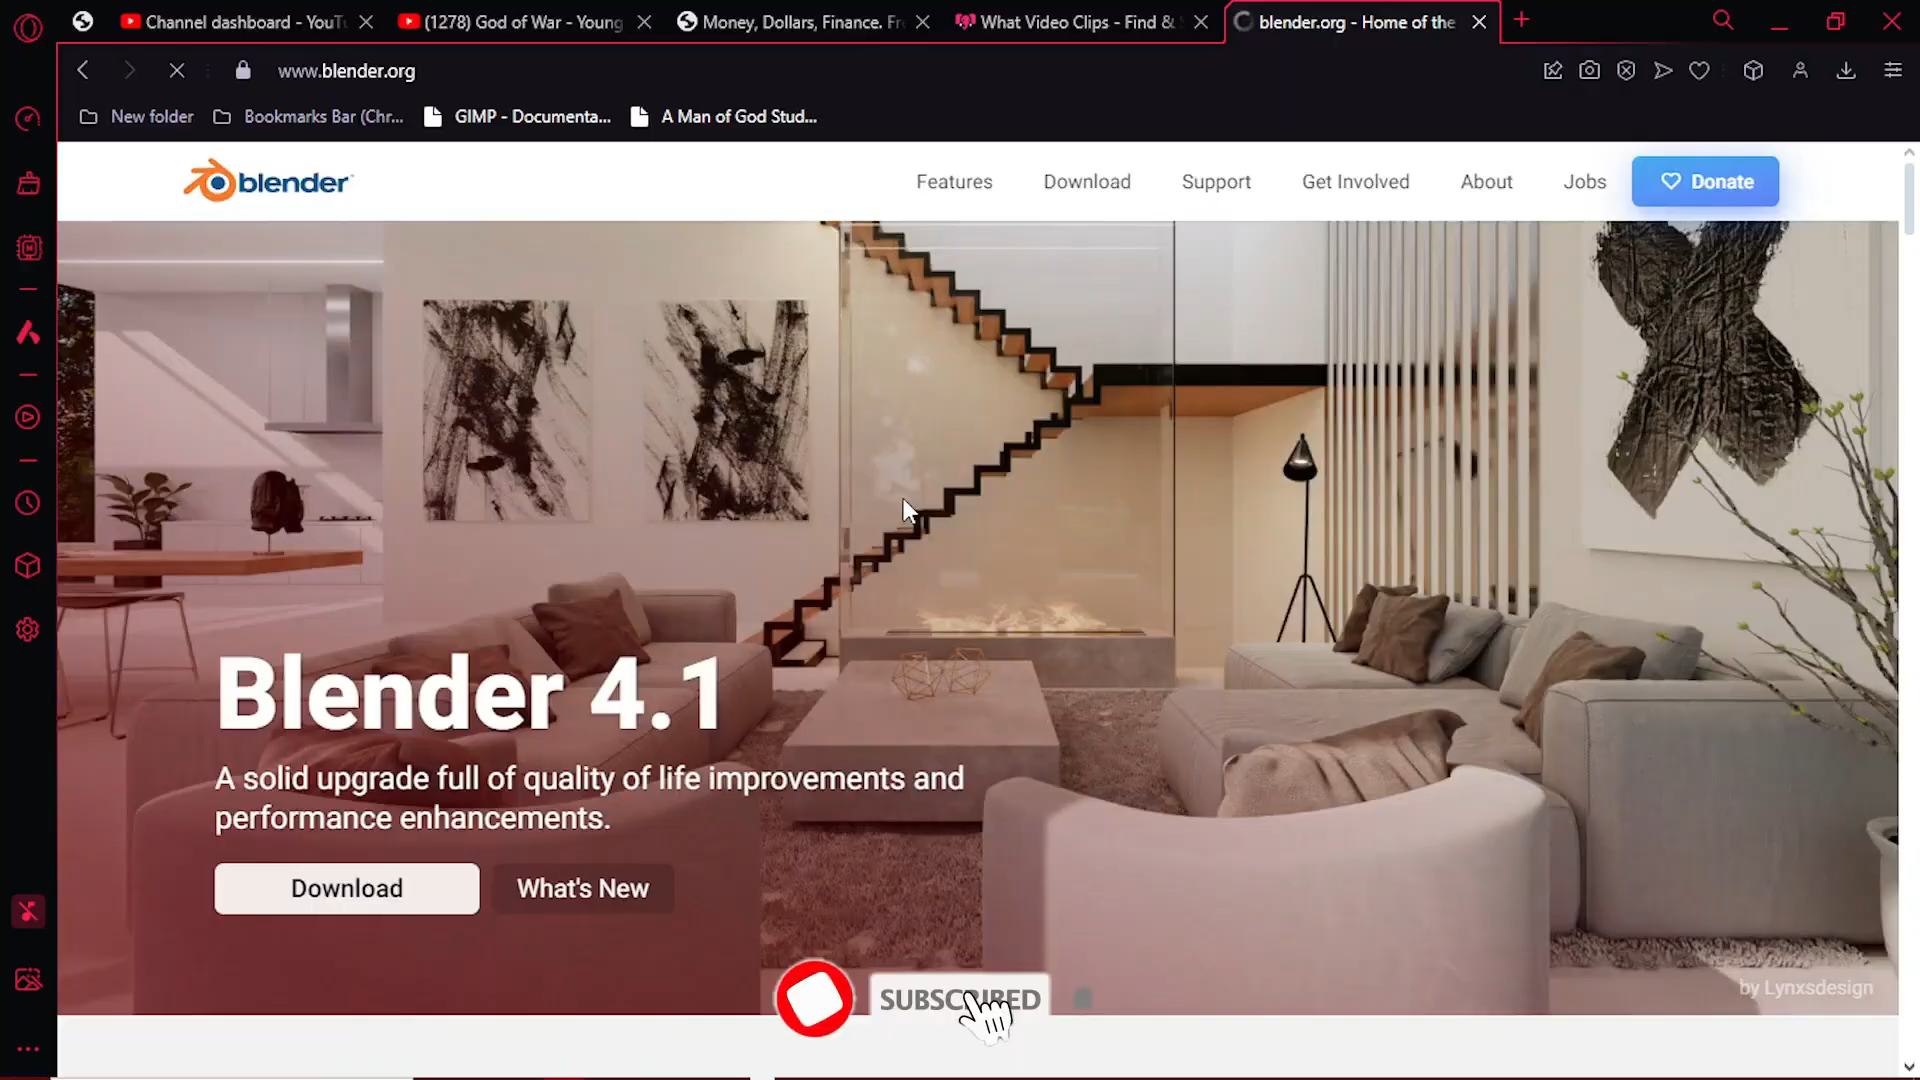 Channel dashboard - YouTu
(1278) God of War - Young
Money, Dollars, Finance. Fr
What Video Clips - Find &
blender.org - Home of the
www.blender.org
New folder
Bookmarks Bar (Chr...
GIMP - Documenta...
A Man of God Stud...
blender
Features
Download
Support
Get Involved
About
Jobs
Donate
Blender 4.1
A solid upgrade full of quality of life improvements and
performance enhancements.
Download
What's New
by Lynxsdesign
SUBSCRIBED